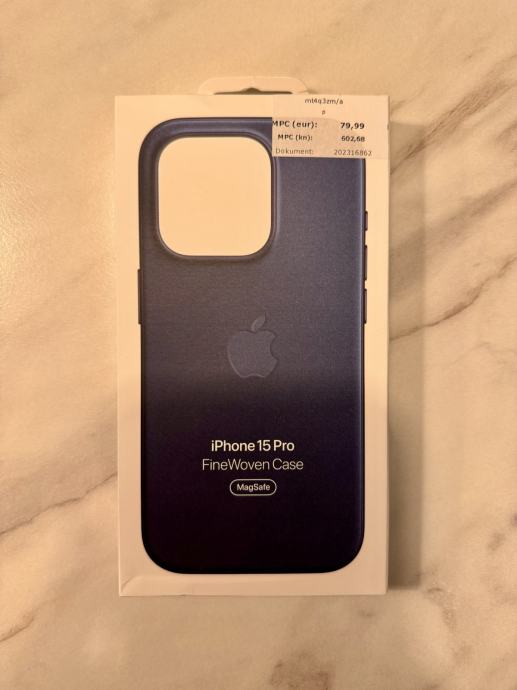 mt4q3zm/a
MPC (eur): 79,99
MPC (kn): 602,68
Dokument: 202316862
iPhone 15 Pro
FineWoven Case
MagSafe